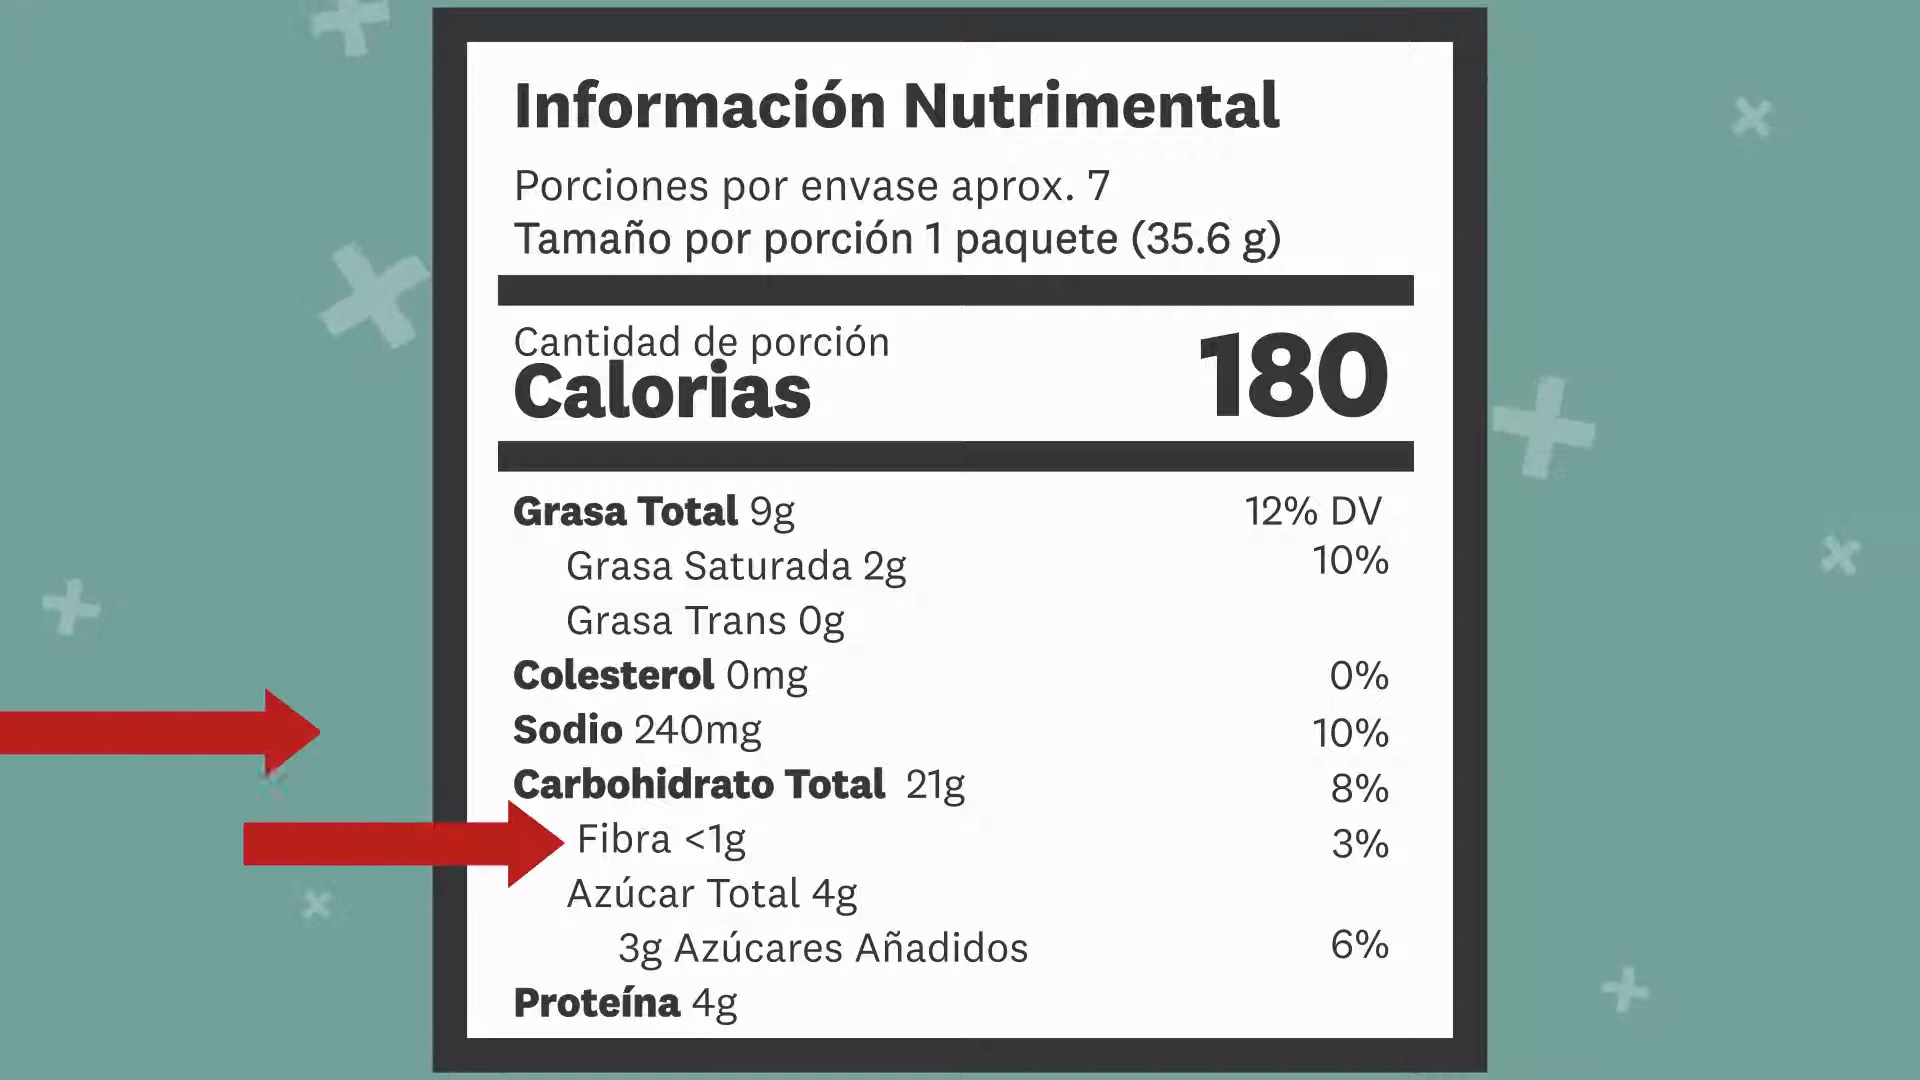 Información Nutrimental
Porciones por envase aprox. 7
Tamaño por porción 1 paquete (35.6 g)
Cantidad de porción
Calorias 180
Grasa Total 9g 12% DV
Grasa Saturada 2g 10%
Grasa Trans 0g
Colesterol 0mg 0%
Sodio 240mg 10%
Carbohidrato Total 21g 8%
Fibra <1g 3%
Azúcar Total 4g
3g Azúcares Añadidos 6%
Proteína 4g